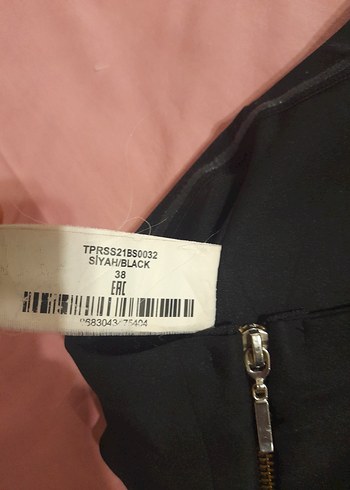 TPRSS21BS0032
SİYAH/BLACK
38
EAC